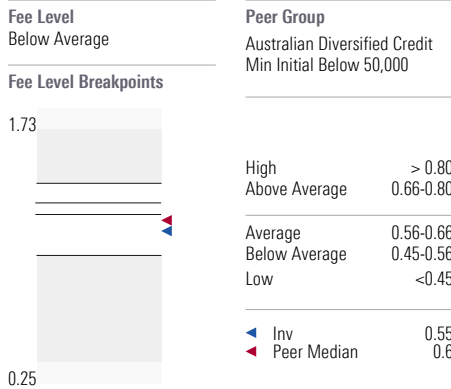 Fee Level
Below Average
Fee Level Breakpoints
1.73
0.25
Peer Group
Australian Diversified Credit
Min Initial Below 50,000
High > 0.80
Above Average 0.66-0.80
Average 0.56-0.66
Below Average 0.45-0.56
Low <0.45
Inv 0.55
Peer Median 0.6